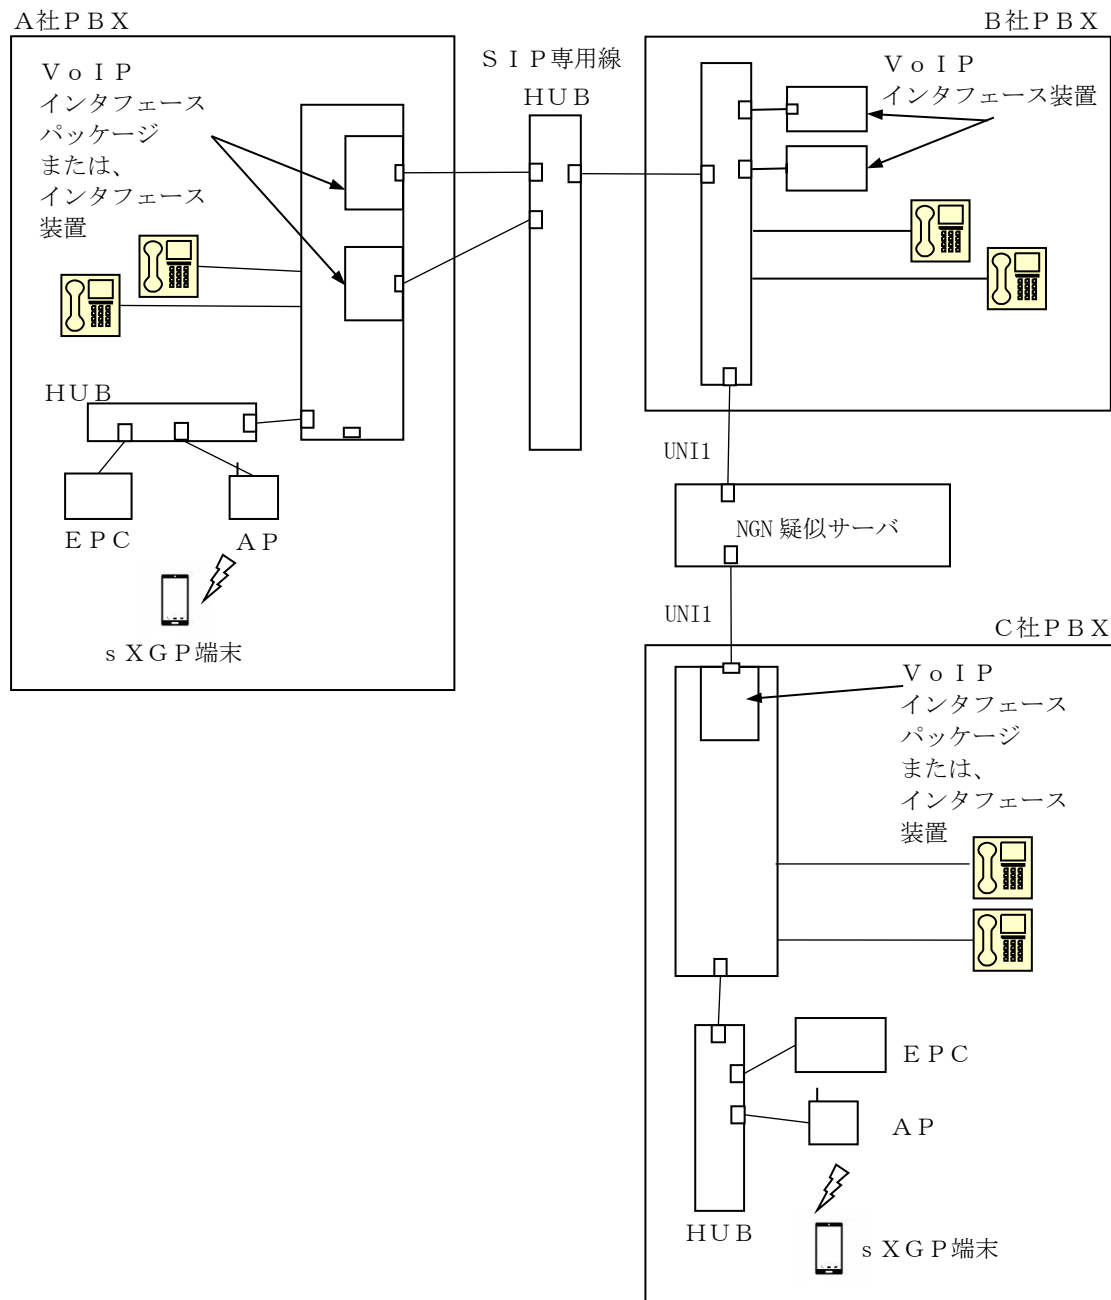 A社PBX
VoIP
インタフェース
パッケージ
または、
インタフェース
装置
HUB
EPC
AP
sXGP端末
SIP専用線
HUB
B社PBX
VoIP
インタフェース装置
UNI1
NGN疑似サーバ
UNI1
C社PBX
VoIP
インタフェース
パッケージ
または、
インタフェース
装置
EPC
AP
HUB
sXGP端末